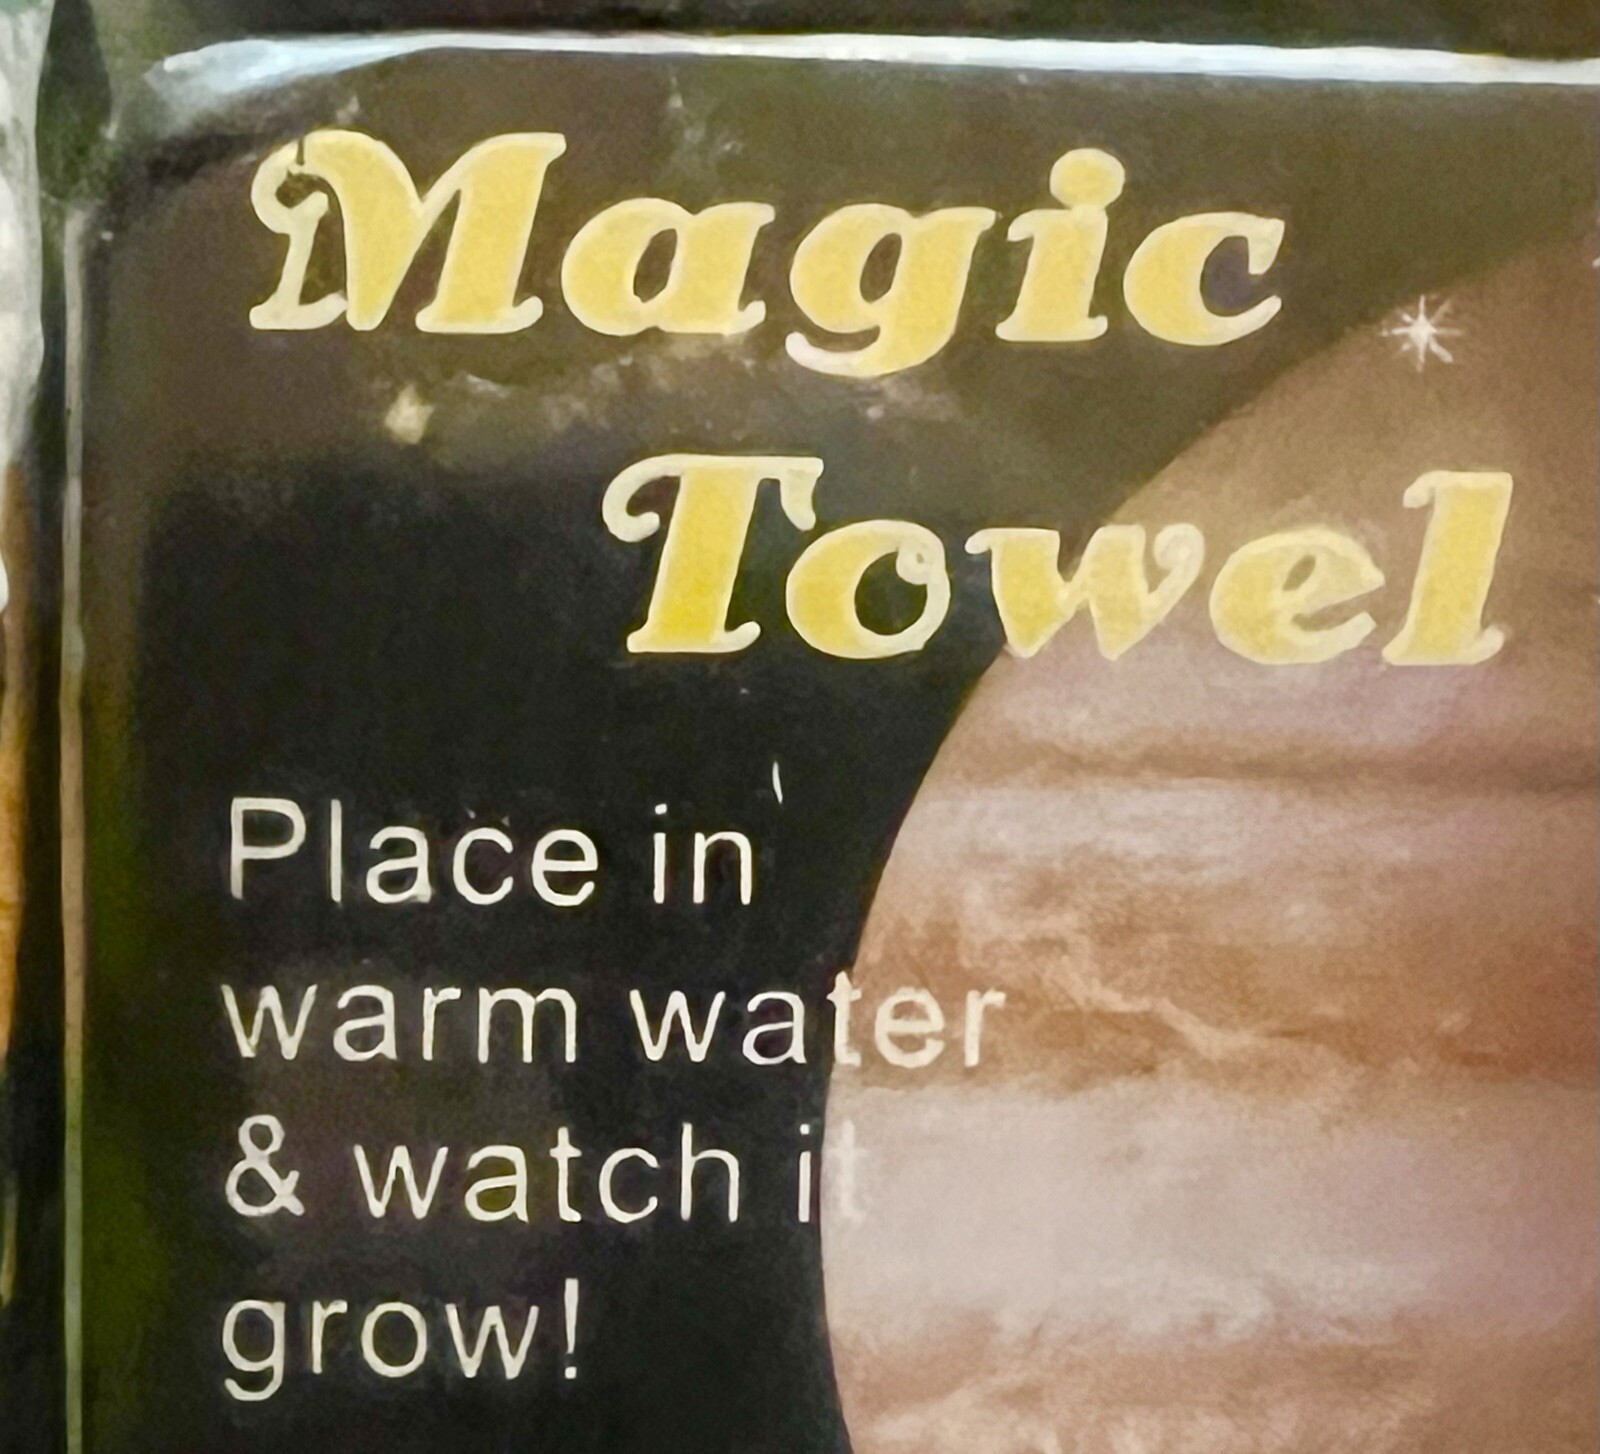 Magic
Towel
Place in
warm water
& watch it
grow!